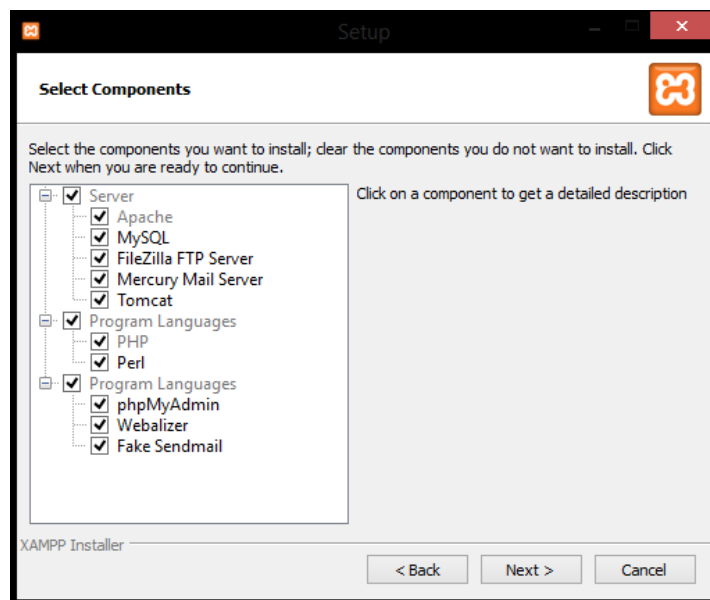 Setup
Select Components
Select the components you want to install; clear the components you do not want to install. Click
Next when you are ready to continue.
Server
Apache
MySQL
FileZilla FTP Server
Mercury Mail Server
Tomcat
Program Languages
PHP
Perl
Program Languages
phpMyAdmin
Webalizer
Fake Sendmail
Click on a component to get a detailed description
XAMPP Installer
< Back
Next >
Cancel